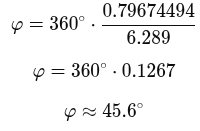 φ = 360° · 0.79674494 / 6.289
φ = 360° · 0.1267
φ ≈ 45.6°